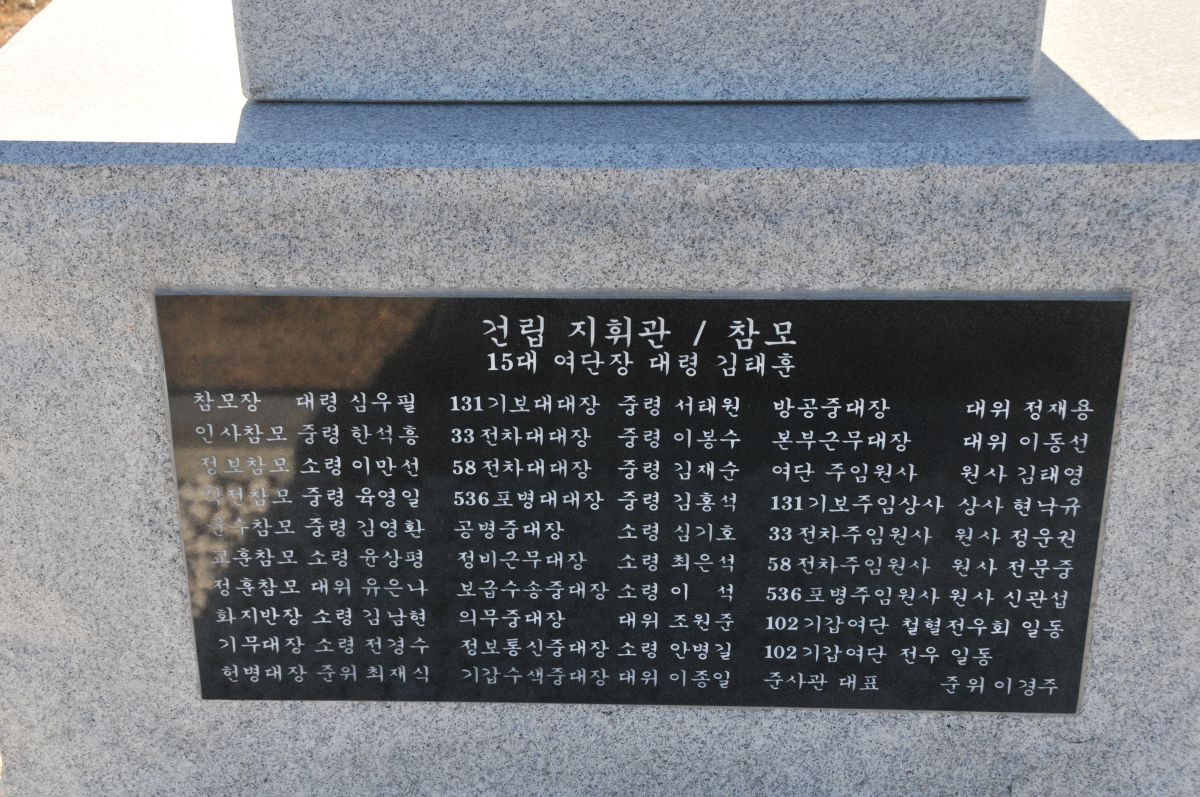 건립 지휘관 / 참모
15대 여단장 대령 김태훈
참모장 대령 심우필
인사참모 중령 한석흥
정보참모 소령 이만선
작전참모 중령 육영일
군수참모 중령 김영환
교훈참모 소령 윤상평
정훈참모 대위 유은나
화지반장 소령 김남현
기무대장 소령 전경수
헌병대장 준위 최재식
131기보대대장 중령 서태원
33전차대대장 중령 이봉수
58전차대대장 중령 김재순
536포병대대장 중령 김홍석
공병중대장 소령 심기호
정비근무대장 소령 최은석
보급수송중대장 소령 이 석
의무중대장 대위 조원준
정보통신중대장 소령 안병길
기갑수색중대장 대위 이종일
방공중대장 대위 정재용
본부근무대장 대위 이동선
여단 주임원사 원사 김태영
131기보주임상사 상사 현낙규
33전차주임원사 원사 정운권
58전차주임원사 원사 전문중
536포병주임원사 원사 신관섭
102기갑여단 철혈전우회 일동
102기갑여단 전우 일동
준사관 대표 준위 이경주